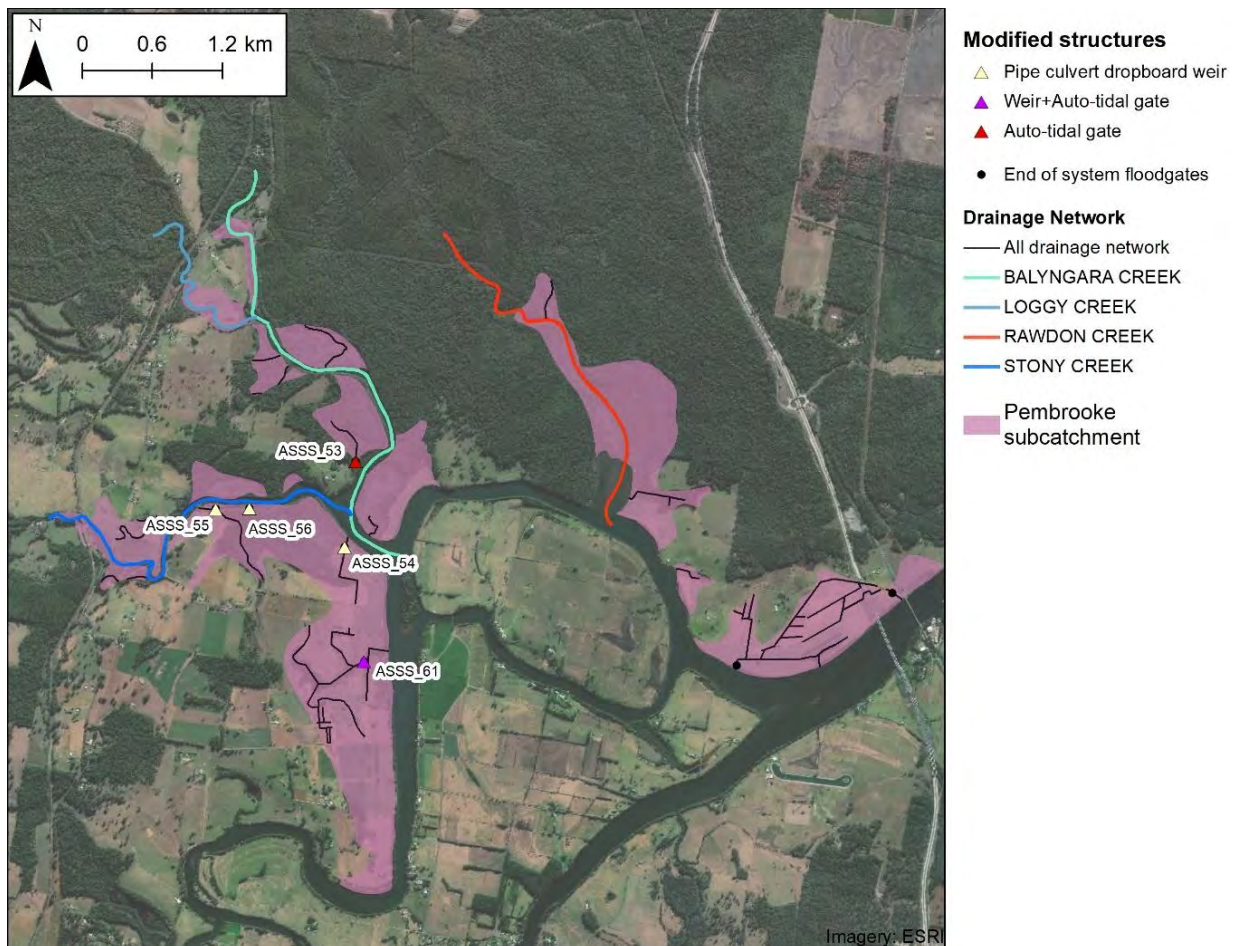 N
0 0.6 1.2 km
ASSS_53
ASSS_55
ASSS_56
ASSS_54
ASSS_61
Imagery: ESRI
Modified structures
Pipe culvert dropboard weir
Weir+Auto-tidal gate
Auto-tidal gate
End of system floodgates
Drainage Network
All drainage network
BALYNGARA CREEK
LOGGY CREEK
RAWDON CREEK
STONY CREEK
Pembrooke
subcatchment